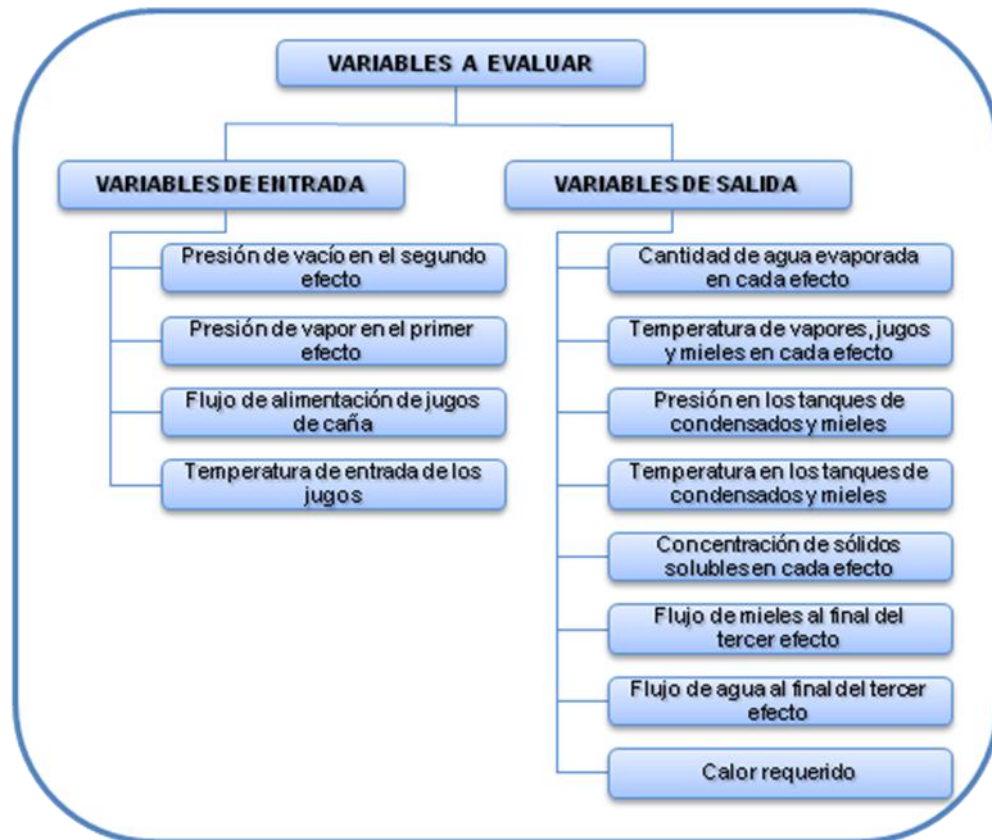 VARIABLES A EVALUAR
VARIABLES DE ENTRADA
Presión de vacío en el segundo
efecto
Presión de vapor en el primer
efecto
Flujo de alimentación de jugos
de caña
Temperatura de entrada de los
jugos
VARIABLES DE SALIDA
Cantidad de agua evaporada
en cada efecto
Temperatura de vapores, jugos
y mieles en cada efecto
Presión en los tanques de
condensados y mieles
Temperatura en los tanques de
condensados y mieles
Concentración de sólidos
solubles en cada efecto
Flujo de mieles al final del
tercer efecto
Flujo de agua al final del tercer
efecto
Calor requerido